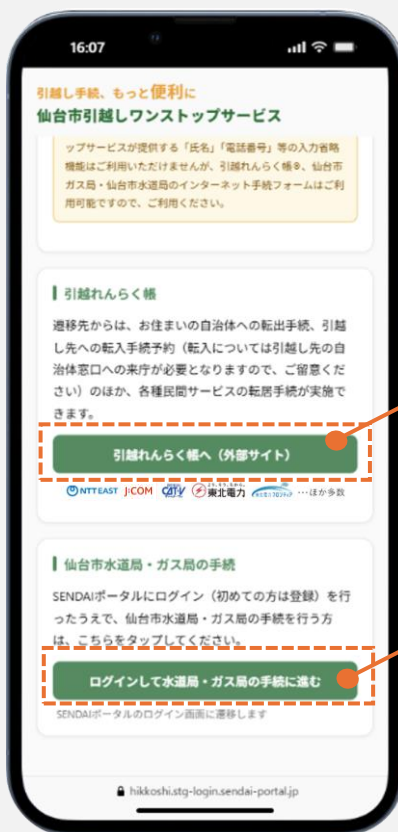 16:07
引越し手続、もっと便利に
仙台市引越しワンストップサービス
ップサービスが提供する「氏名」「電話番号」等の入力省略
機能はご利用いただけませんが、引越れんらく帳®、仙台市
ガス局・仙台市水道局のインターネット手続フォームはご利
用可能ですので、ご利用ください。
引越れんらく帳
遷移先からは、お住まいの自治体への転出手続、引越
し先への転入手続予約（転入については引越し先の自
治体窓口への来庁が必要となりますので、ご留意くだ
さい）のほか、各種民間サービスの転居手続が実施で
きます。
引越れんらく帳へ（外部サイト）
NTT EAST J:COM CATV 東北電力 …ほか多数
仙台市水道局・ガス局の手続
SENDAIポータルにログイン（初めての方は登録）を行
ったうえで、仙台市水道局・ガス局の手続を行う方
は、こちらをタップしてください。
ログインして水道局・ガス局の手続に進む
SENDAIポータルのログイン画面に遷移します
hikkoshi.stg-login.sendai-portal.jp